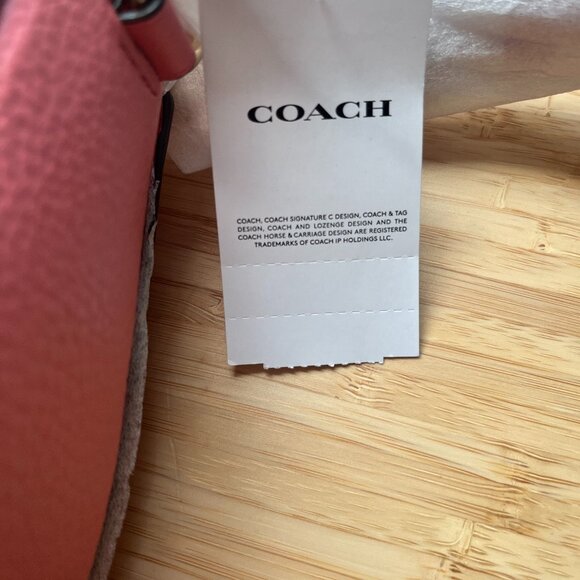 COACH
COACH, COACH SIGNATURE C DESIGN, COACH & TAG
DESIGN, COACH AND LOZENGE DESIGN AND THE
COACH HORSE & CARRIAGE DESIGN ARE REGISTERED
TRADEMARKS OF COACH IP HOLDINGS LLC.